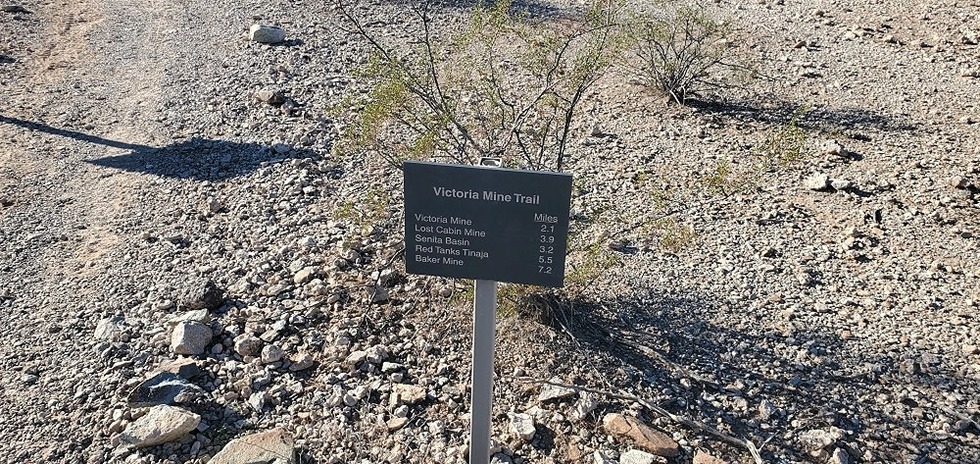 Victoria Mine Trail
Miles
Victoria Mine 2.1
Lost Cabin Mine 3.9
Senita Basin 3.2
Red Tanks Tinaja 5.5
Baker Mine 7.2